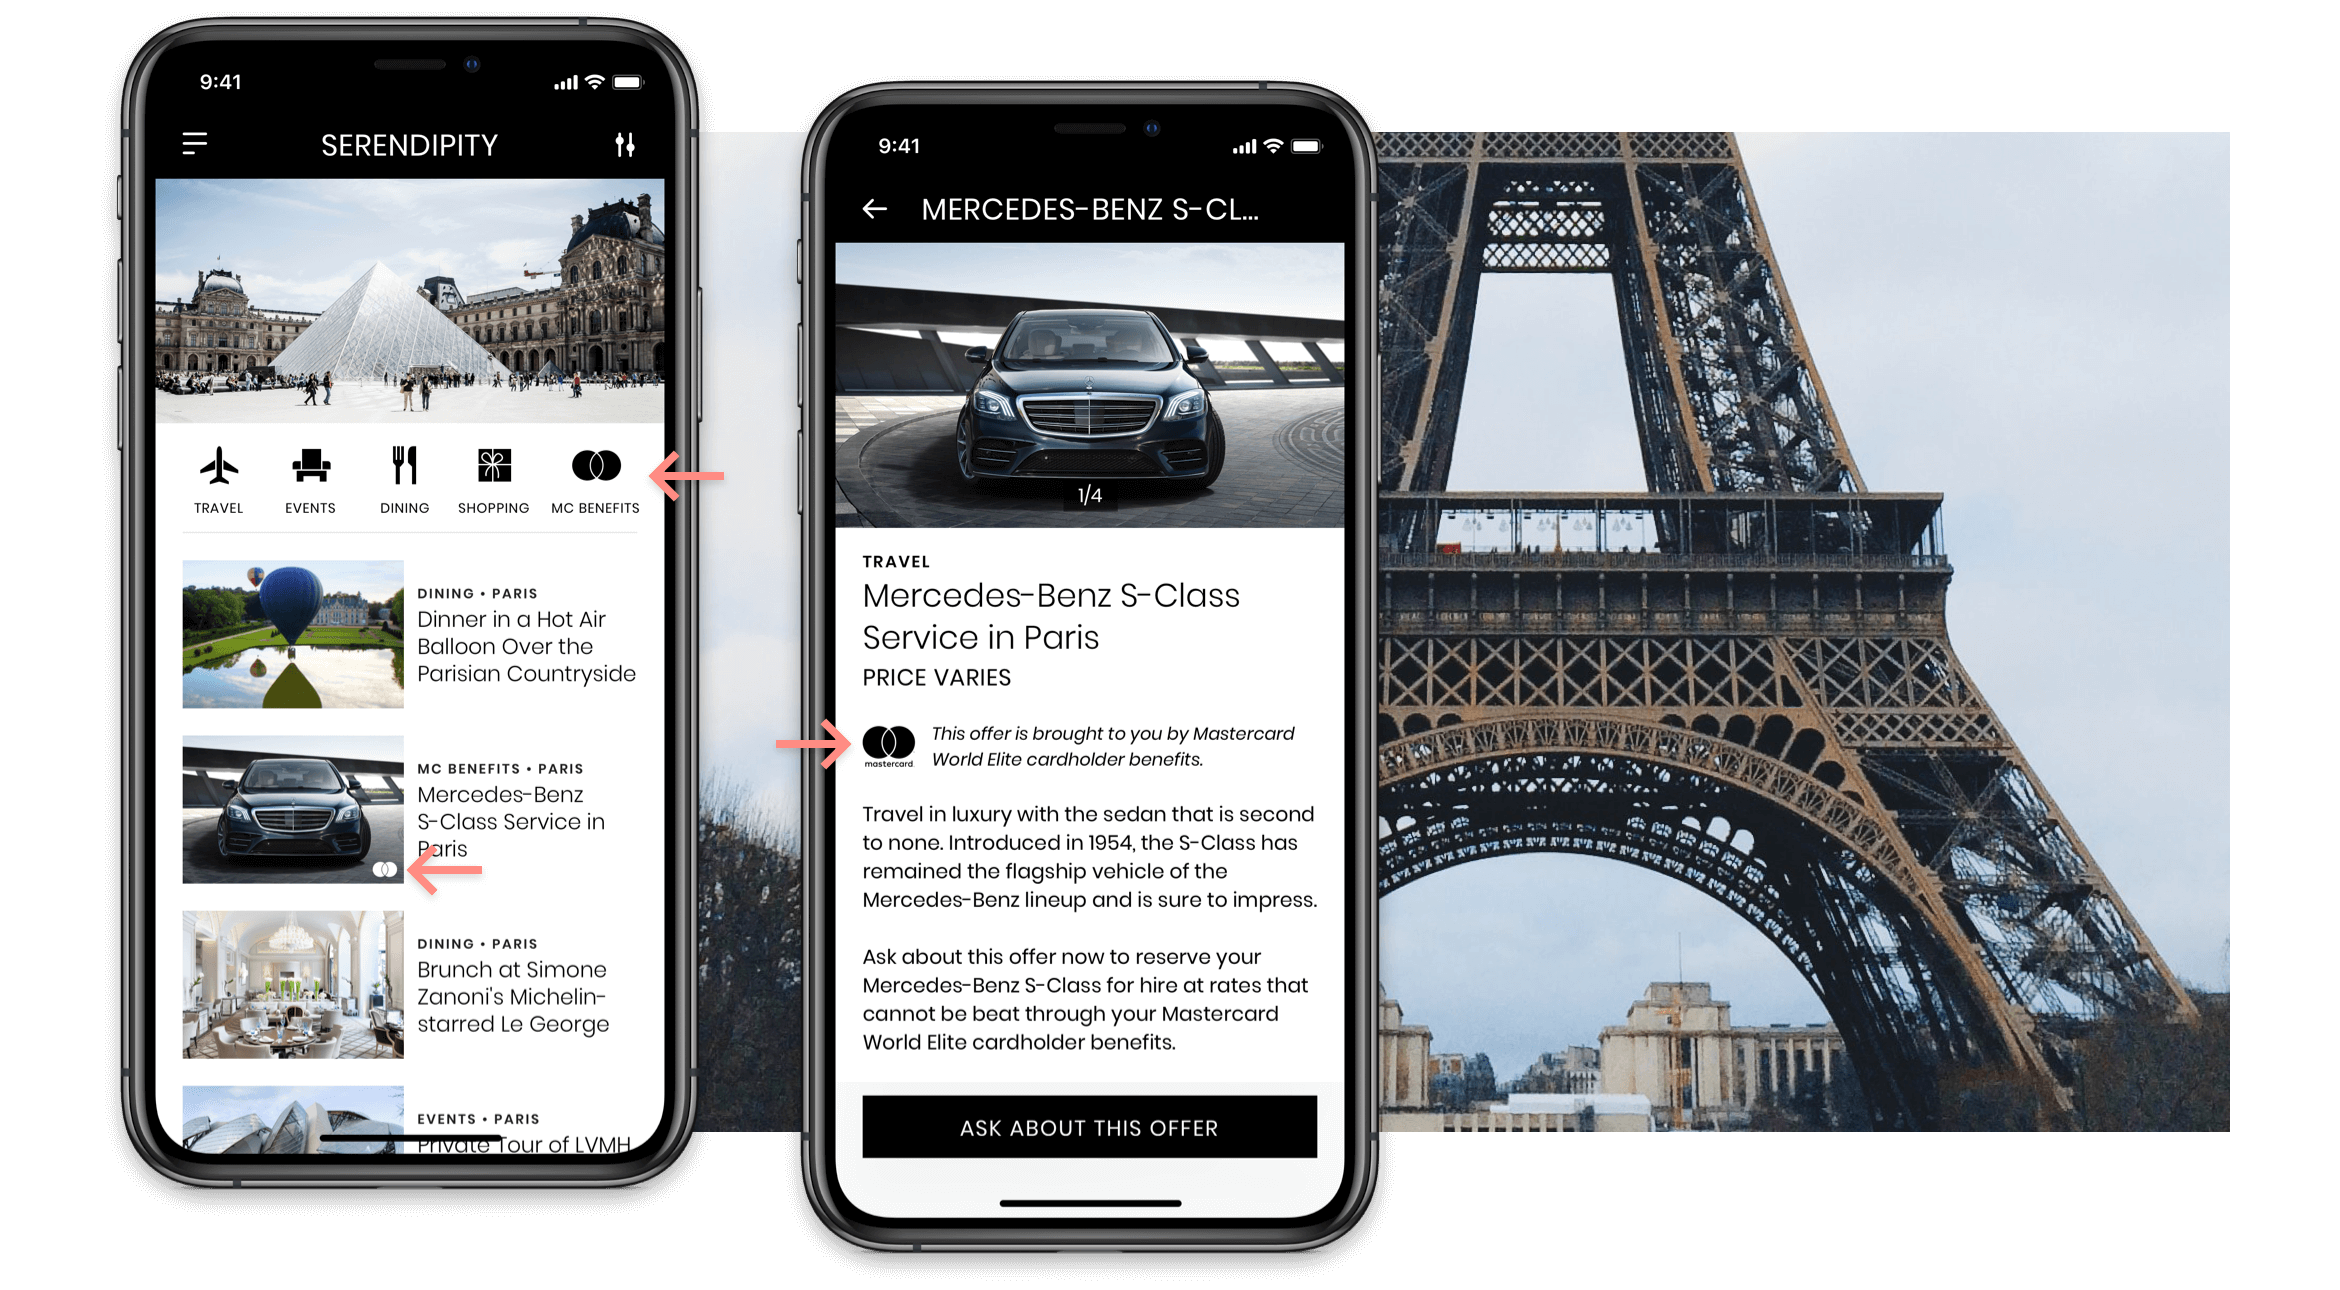 9:41
SERENDIPITY
TRAVEL
EVENTS
DINING
SHOPPING
MC BENEFITS
DINING • PARIS
Dinner in a Hot Air
Balloon Over the
Parisian Countryside
MC BENEFITS • PARIS
Mercedes-Benz
S-Class Service in
Paris
DINING • PARIS
Brunch at Simone
Zanoni's Michelin-
starred Le George
EVENTS • PARIS
Private Tour of LVMH
9:41
MERCEDES-BENZ S-CL...
1/4
TRAVEL
Mercedes-Benz S-Class
Service in Paris
PRICE VARIES
mastercard
This offer is brought to you by Mastercard
World Elite cardholder benefits.
Travel in luxury with the sedan that is second
to none. Introduced in 1954, the S-Class has
remained the flagship vehicle of the
Mercedes-Benz lineup and is sure to impress.
Ask about this offer now to reserve your
Mercedes-Benz S-Class for hire at rates that
cannot be beat through your Mastercard
World Elite cardholder benefits.
ASK ABOUT THIS OFFER